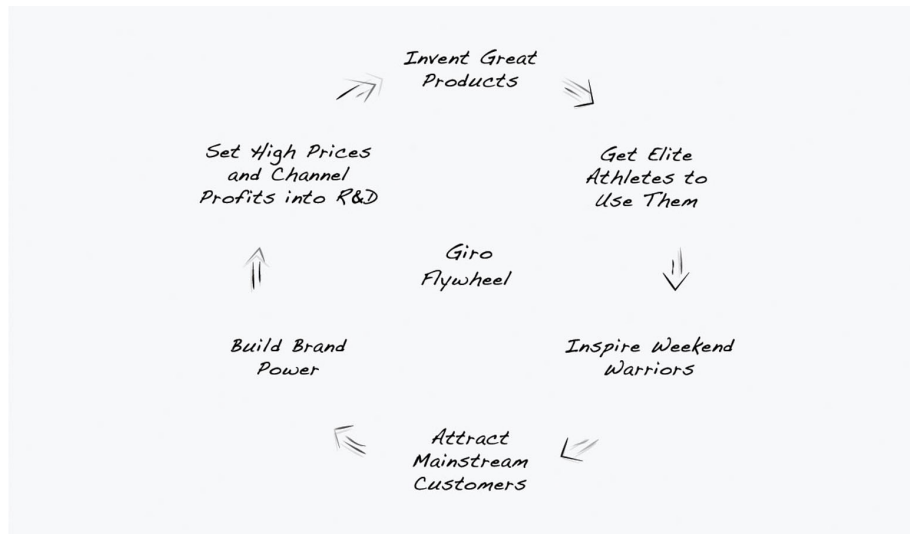 Invent Great
Products
Get Elite
Athletes to
Use Them
Inspire Weekend
Warriors
Attract
Mainstream
Customers
Build Brand
Power
Set High Prices
and Channel
Profits into R&D
Giro
Flywheel